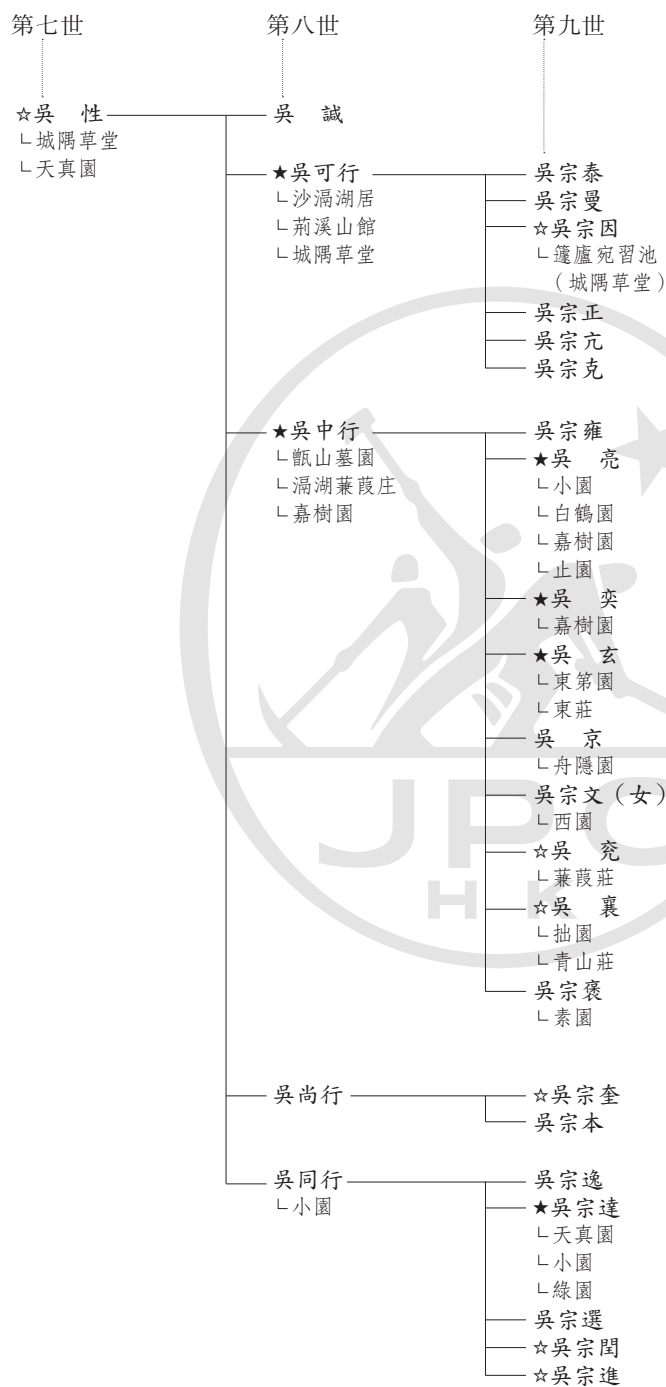 第七世 第八世 第九世
☆吳 性 吳 誠
└城隅草堂
└天真園
★吳可行 吳宗泰
└沙滆湖居 吳宗曼
└荊溪山館 ☆吳宗因
└城隅草堂 └籧廬宛習池
（城隅草堂）
吳宗正
吳宗亢
吳宗克
★吳中行 吳宗雍
└甑山墓園 ★吳 亮
└滆湖蒹葭庄 └小園
└嘉樹園 └白鶴園
└嘉樹園
└止園
★吳 奕
└嘉樹園
★吳 玄
└東第園
└東莊
吳 京
└舟隱園
吳宗文（女）
└西園
☆吳 兗
└蒹葭莊
☆吳 襄
└拙園
└青山莊
吳宗褒
└素園
吳尚行 ☆吳宗奎
吳宗本
吳同行 吳宗逸
└小園 ★吳宗達
└天真園
└小園
└綠園
吳宗選
☆吳宗閏
☆吳宗進
JPC
HK